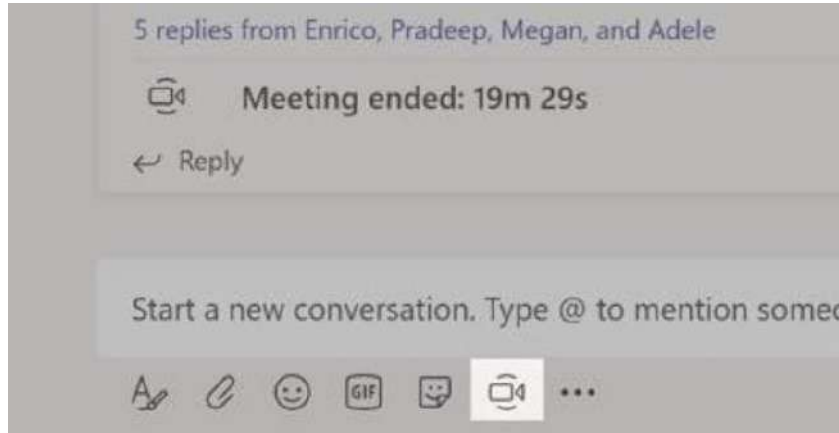 5 replies from Enrico, Pradeep, Megan, and Adele
Meeting ended: 19m 29s
Reply
Start a new conversation. Type @ to mention
GIF